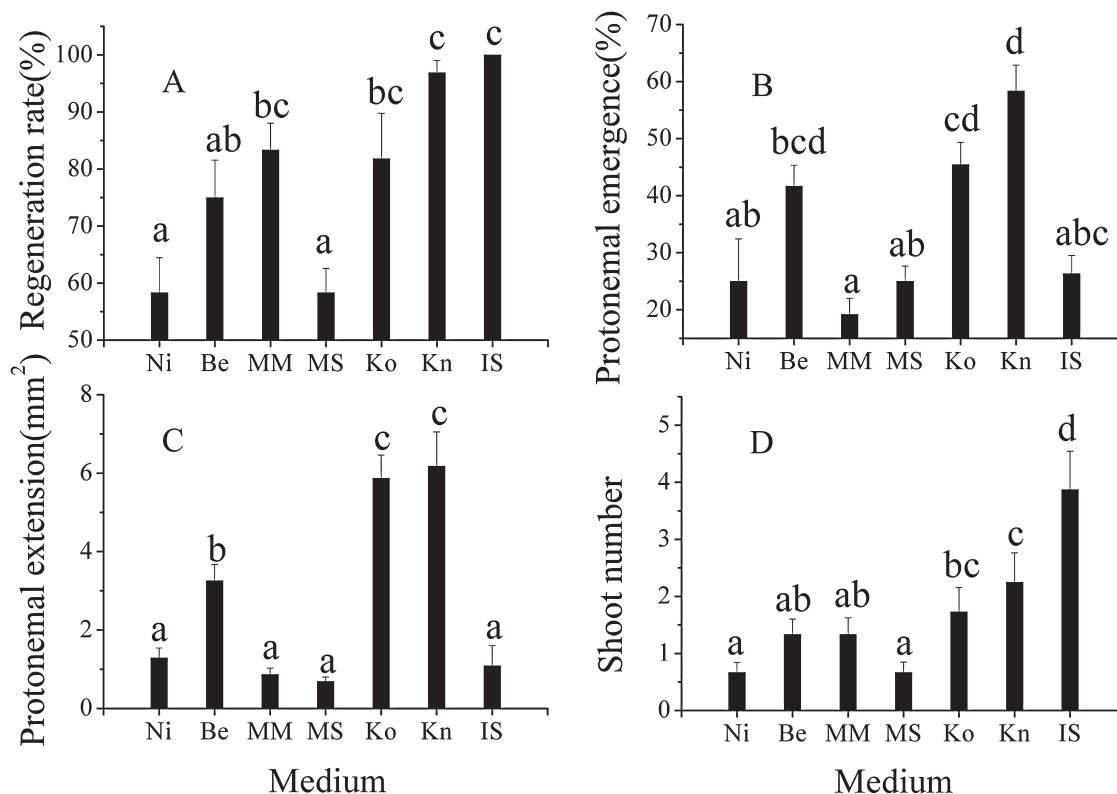 Regeneration rate(%)
A
100
90
80
70
60
50
a
ab
bc
a
bc
c
c
Ni Be MM MS Ko Kn IS
Protonemal emergence(%)
B
70
60
50
40
30
20
ab
bcd
a
ab
cd
d
abc
Ni Be MM MS Ko Kn IS
Protonemal extension(mm²)
C
8
6
4
2
0
a
b
a
a
c
c
a
Ni Be MM MS Ko Kn IS
Medium
Shoot number
D
5
4
3
2
1
0
a
ab
ab
a
bc
c
d
Ni Be MM MS Ko Kn IS
Medium